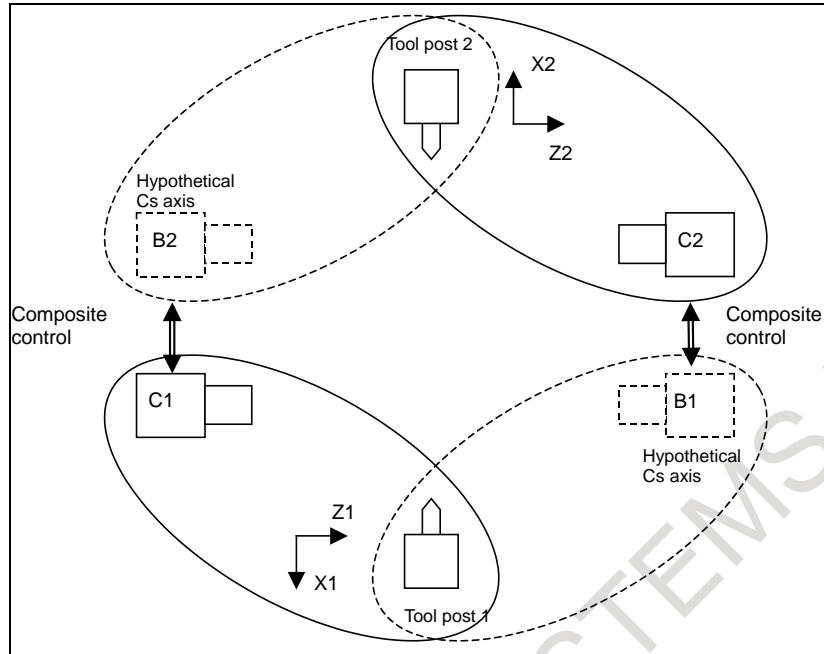 Tool post 2
X2
Z2
Hypothetical
Cs axis
B2
C2
Composite
control
Composite
control
C1
B1
Hypothetical
Cs axis
Z1
X1
Tool post 1
STEMS